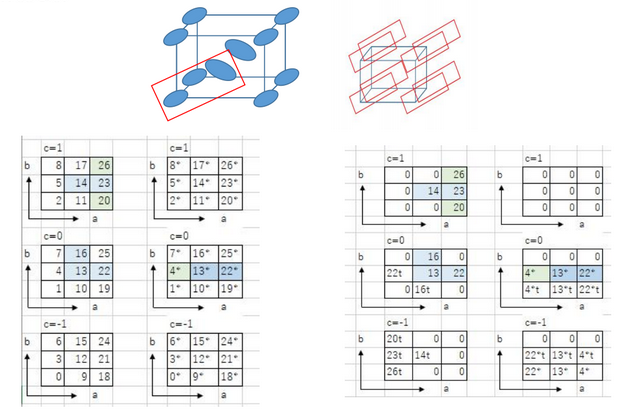 c=1 c=1
b 8 17 26 b 8* 17* 26*
5 14 23 5* 14* 23*
2 11 20 2* 11* 20*
a a
c=0 c=0
b 7 16 25 b 7* 16* 25*
4 13 22 4* 13* 22*
1 10 19 1* 10* 19*
a a
c=-1 c=-1
b 6 15 24 b 6* 15* 24*
3 12 21 3* 12* 21*
0 9 18 0* 9* 18*
a a
c=1 c=1
b 0 0 26 b 0 0 0
0 14 23 0 0 0
0 0 20 0 0 0
a a
c=0 c=0
b 0 16 0 b 0 0 0
22t 13 22 4* 13* 22*
0 16t 0 4*t 13*t 22*t
a a
c=-1 c=-1
b 20t 0 0 b 0 0 0
23t 14t 0 22*t 13*t 4*t
26t 0 0 22* 13* 4*
a a